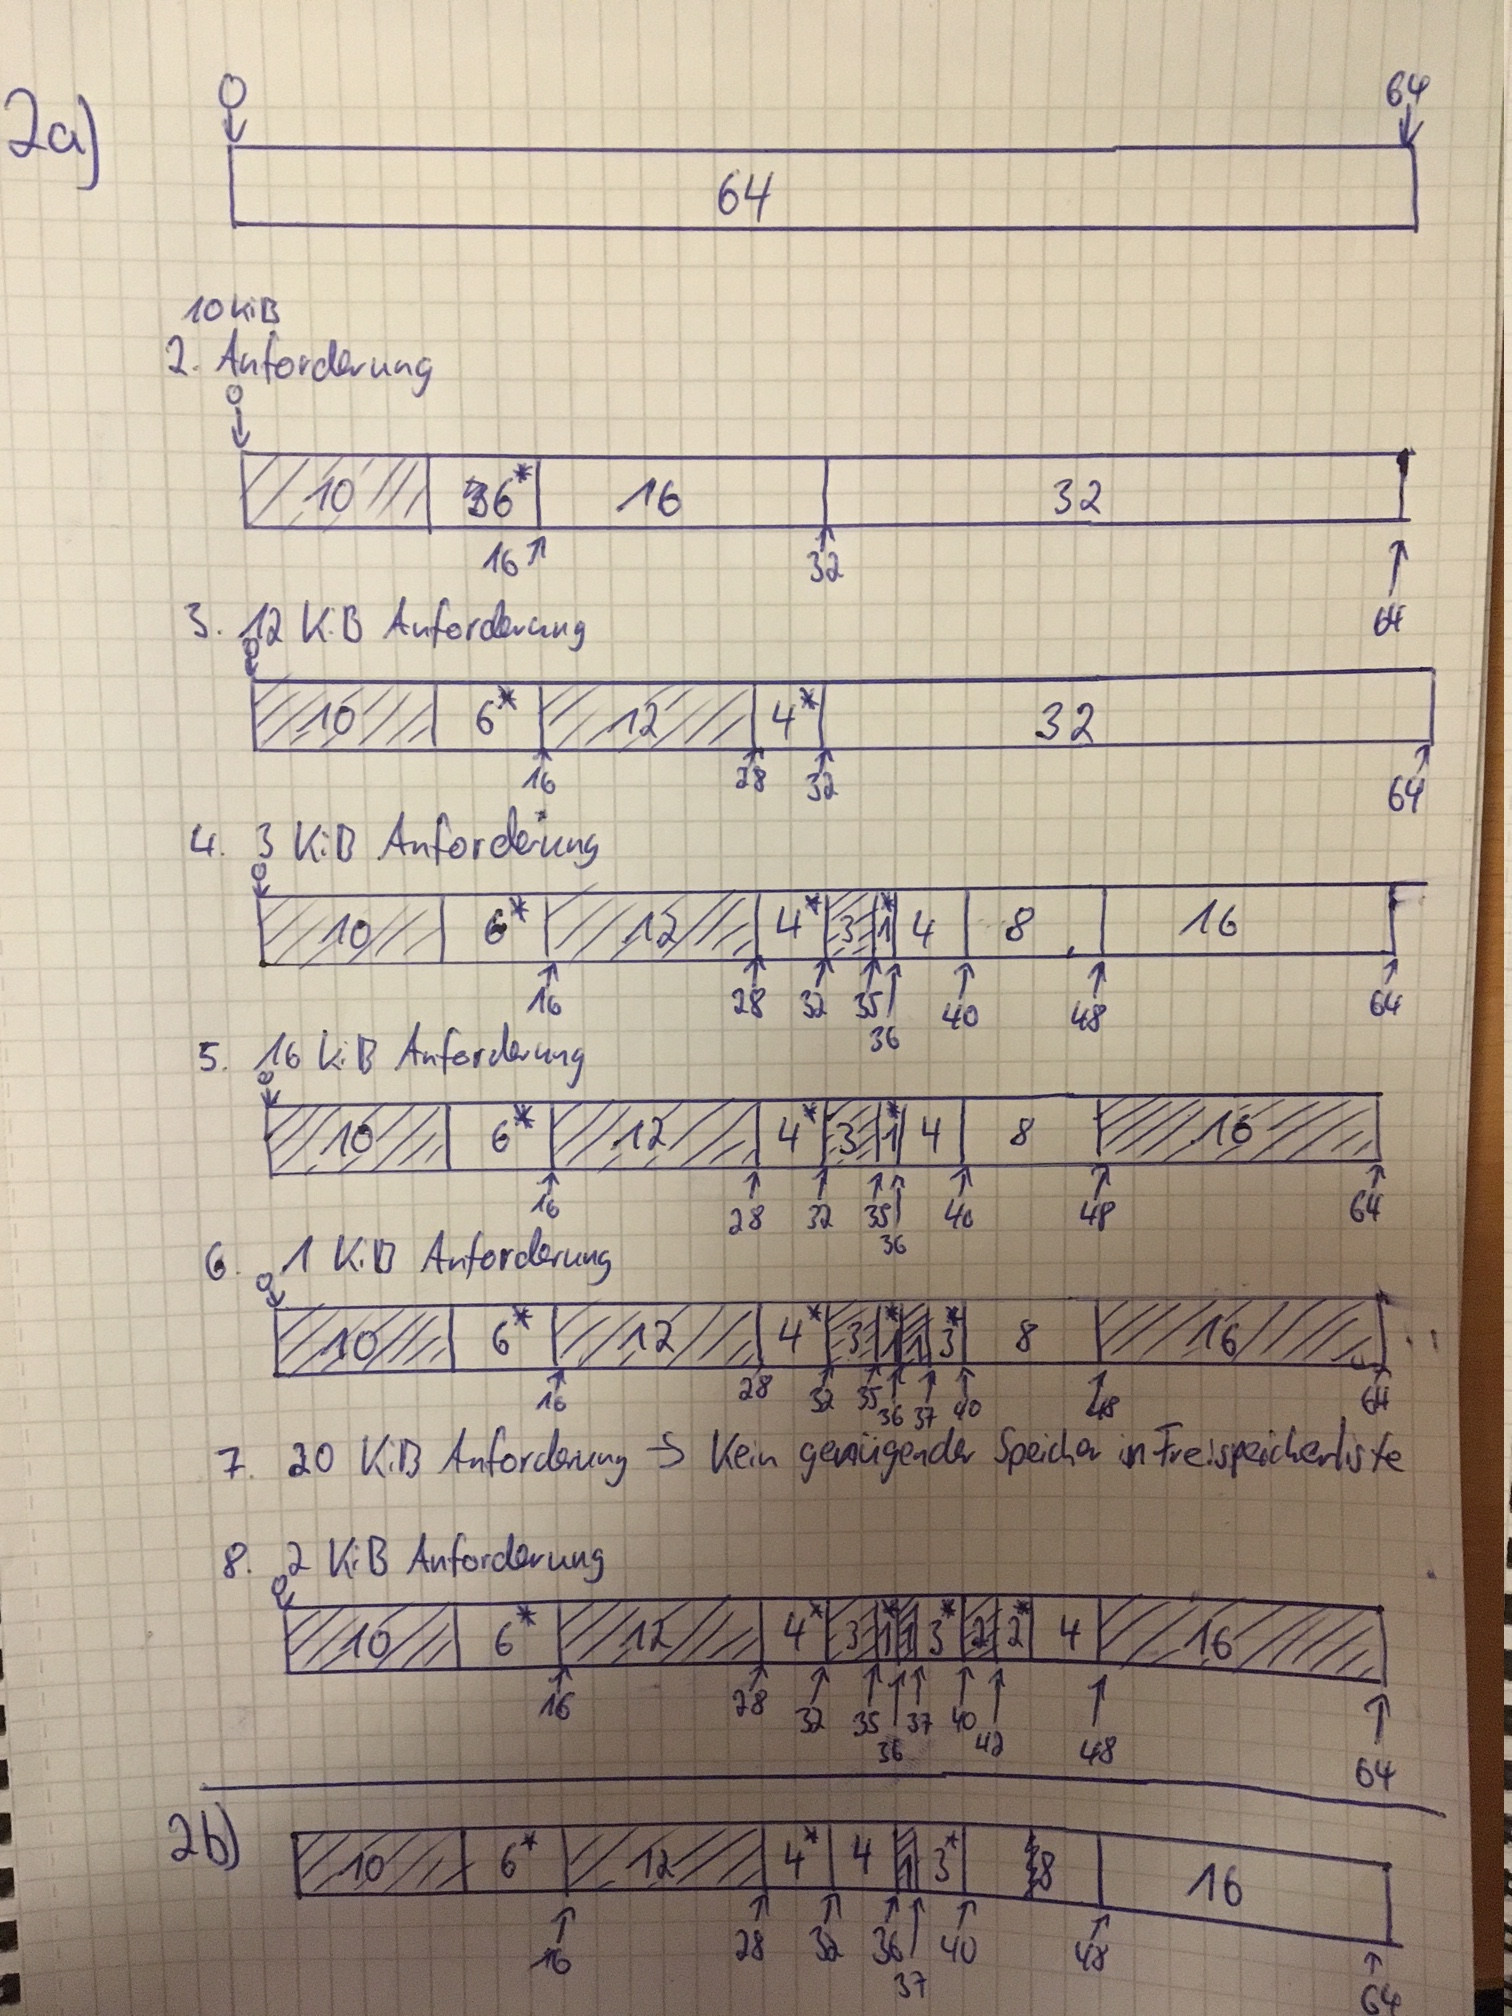 2a)
0 64
64
10 KiB
2. Anforderung
0
10 6* 16 32
16 32 64
3. 12 KiB Anforderung
0
10 6* 12 4* 32
16 28 32 64
4. 3 KiB Anforderung
0
10 6* 12 4* 3 1* 4 8 16
16 28 32 35 40 48 64
36
5. 16 KiB Anforderung
0
10 6* 12 4* 3 1* 4 8 16
16 28 32 35 40 48 64
36
6. 1 KiB Anforderung
0
10 6* 12 4* 3 1* 1 3* 8 16
16 28 32 35 36 37 40 48 64
7. 20 KiB Anforderung → Kein genügender Speicher in Freispeicherliste
8. 2 KiB Anforderung
0
10 6* 12 4* 3 1* 1 3* 2 2* 4 16
16 28 32 35 37 40 48 64
36 42
2b)
10 6* 12 4* 4 1 3* 8 16
16 28 32 36 40 48 64
37